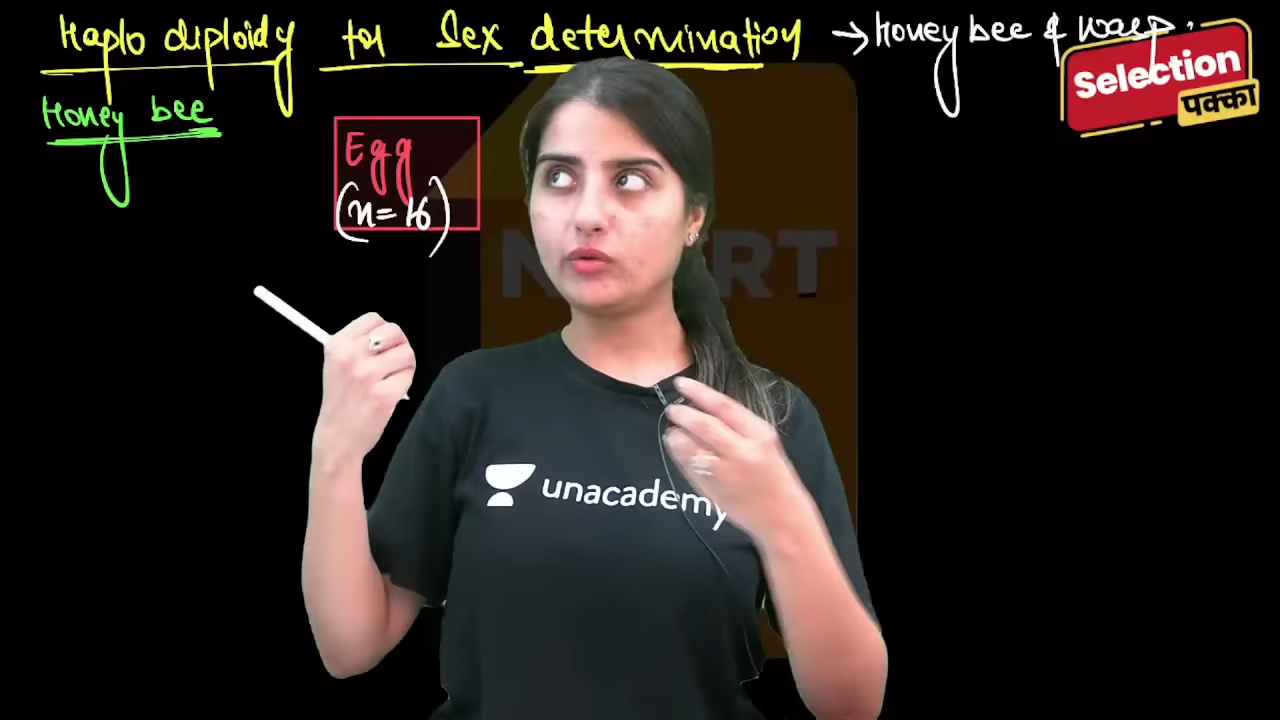 Haplo diploidy for Sex determination → Honey bee & wasp.
Selection
पक्का
Honey bee
Egg
(n=16)
unacademy